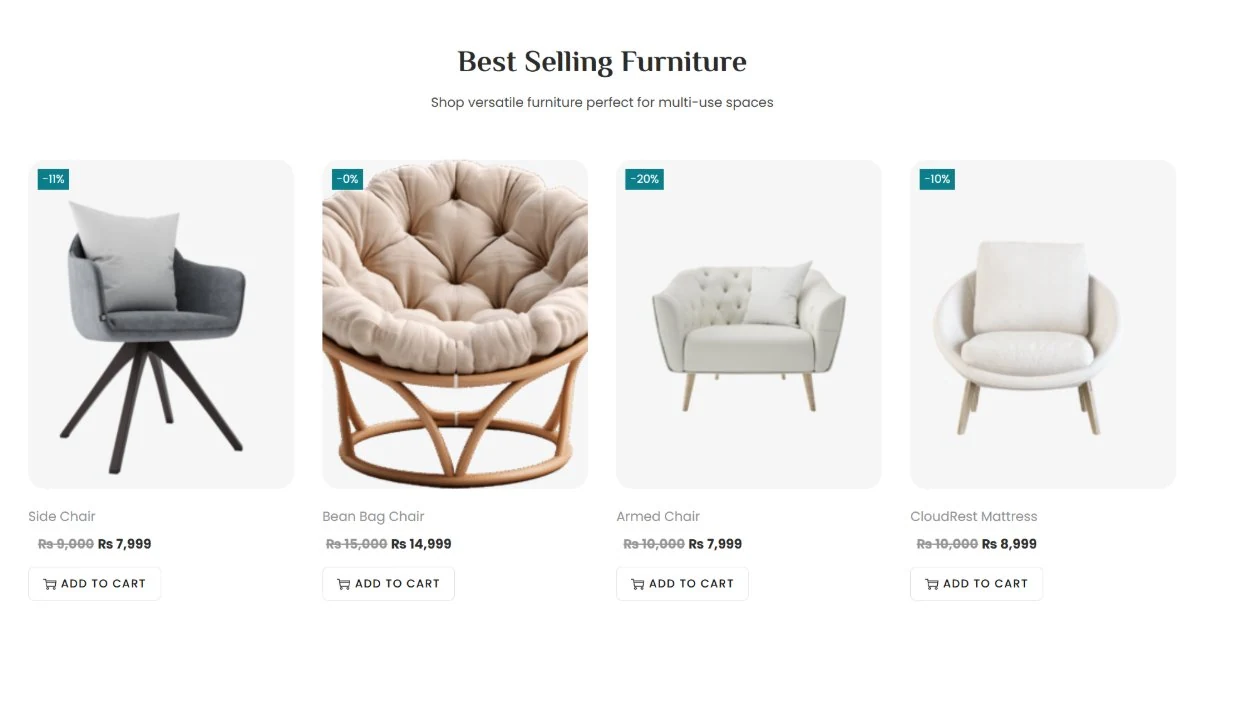 Best Selling Furniture
Shop versatile furniture perfect for multi-use spaces
-11%
-0%
-20%
-10%
Side Chair
Rs 9,000 Rs 7,999
ADD TO CART
Bean Bag Chair
Rs 15,000 Rs 14,999
ADD TO CART
Armed Chair
Rs 10,000 Rs 7,999
ADD TO CART
CloudRest Mattress
Rs 10,000 Rs 8,999
ADD TO CART